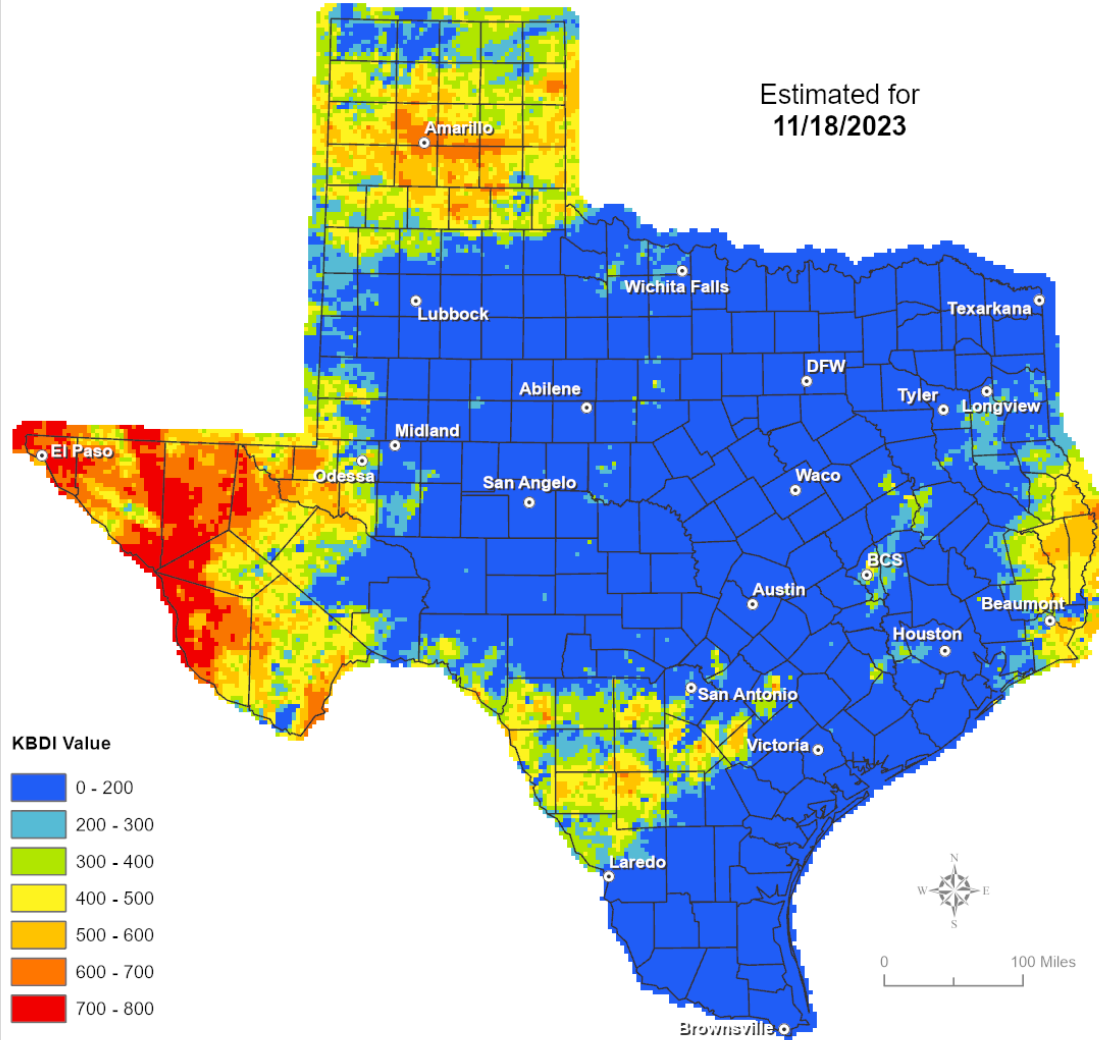 Estimated for
11/18/2023
Amarillo
Wichita Falls
Lubbock
Texarkana
DFW
Abilene
Tyler
Longview
Midland
El Paso
Odessa
San Angelo
Waco
BCS
Austin
Beaumont
Houston
San Antonio
Victoria
KBDI Value
0 - 200
200 - 300
300 - 400
400 - 500
500 - 600
600 - 700
700 - 800
Laredo
N
W E
S
0 100 Miles
Brownsville